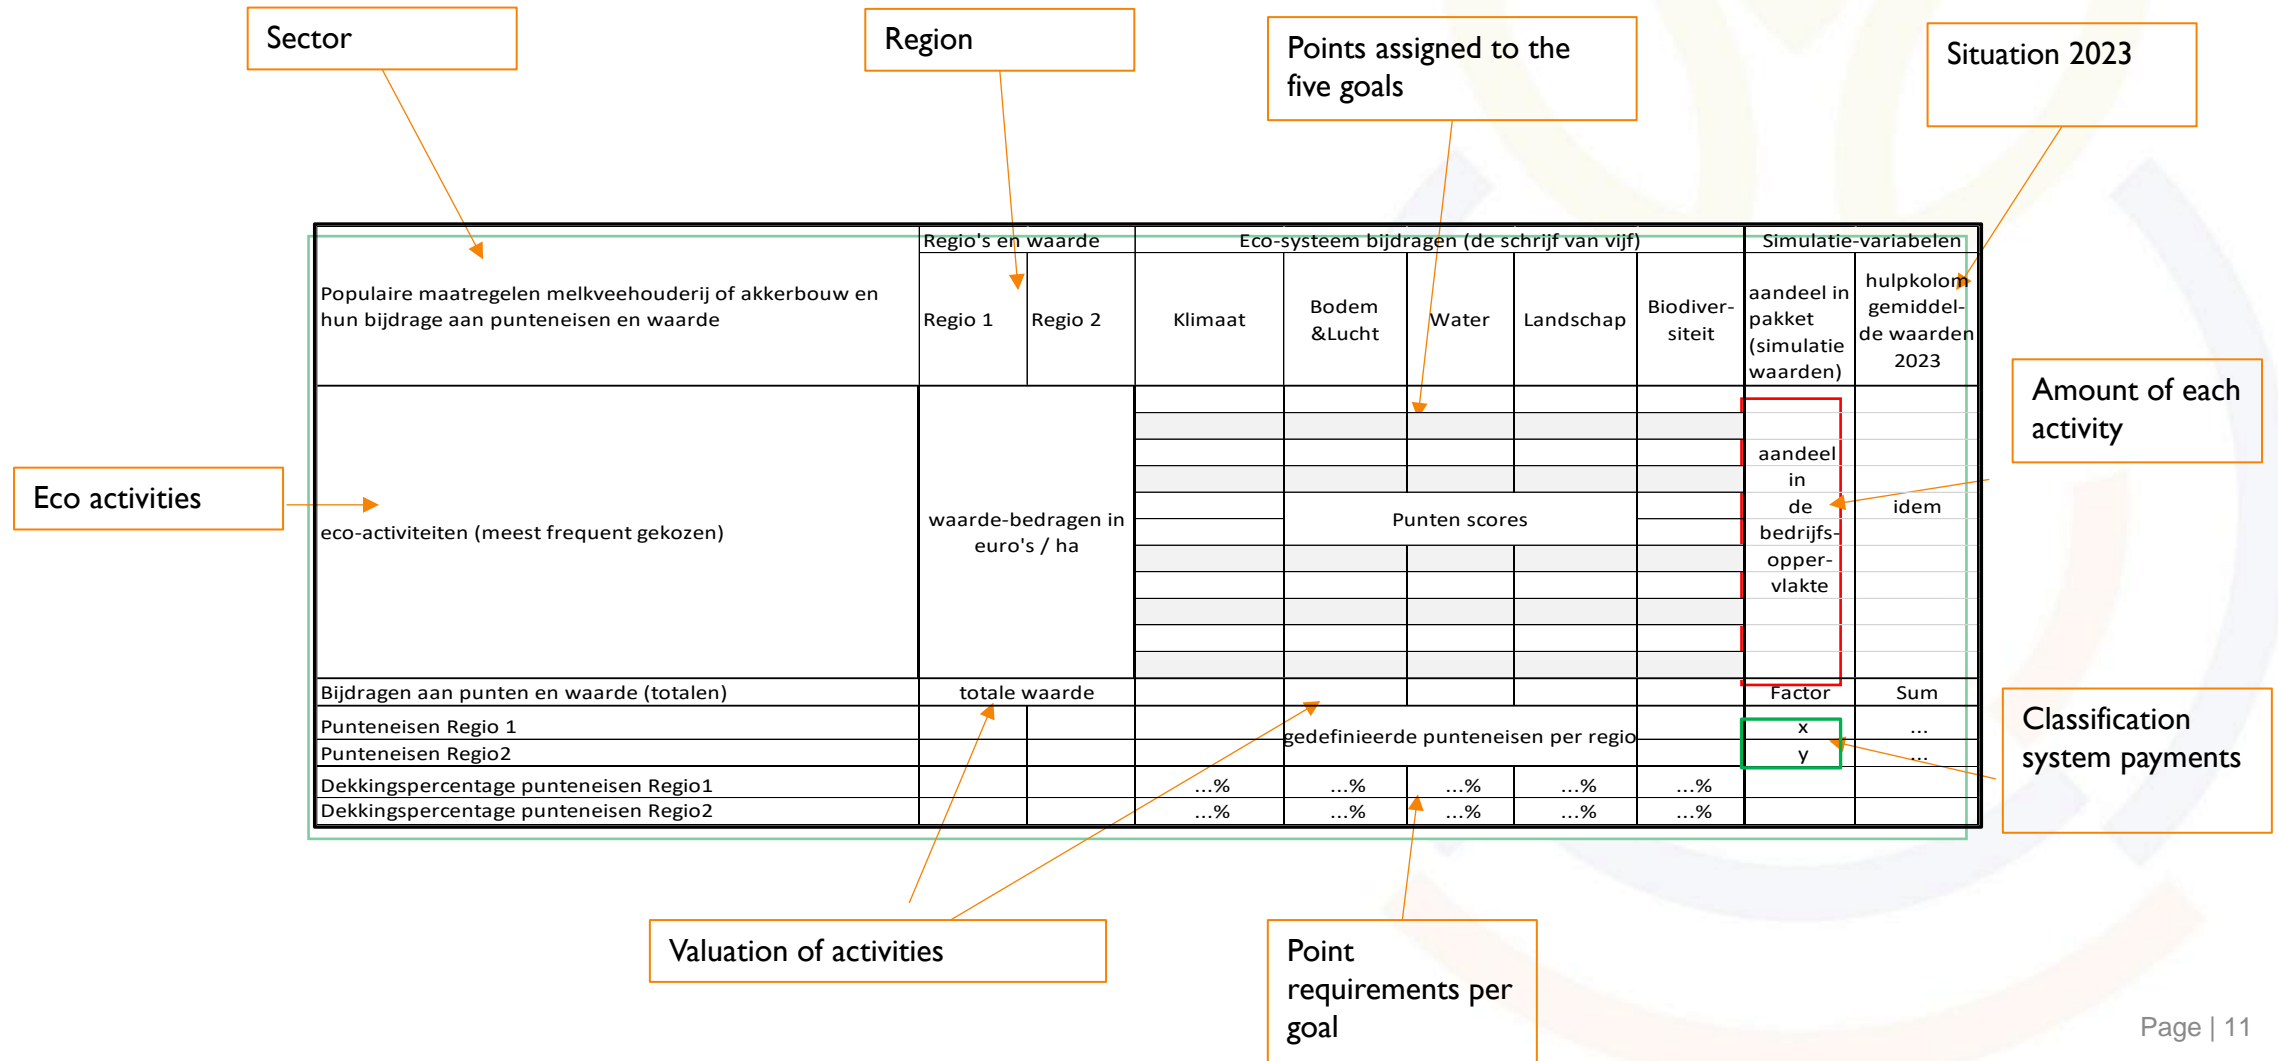 Sector
Region
Points assigned to the
five goals
Situation 2023
Regio's en waarde
Eco-systeem bijdragen (de schrijf van vijf)
Simulatie-variabelen
Populaire maatregelen melkveehouderij of akkerbouw en
hun bijdrage aan punteneisen en waarde
Regio 1
Regio 2
Klimaat
Bodem
&Lucht
Water
Landschap
Biodiver-
siteit
aandeel in
pakket
(simulatie
waarden)
hulpkolom
gemiddel-
de waarden
2023
Amount of each
activity
Eco activities
eco-activiteiten (meest frequent gekozen)
waarde-bedragen in
euro's / ha
Punten scores
aandeel
in
de
bedrijfs-
opper-
vlakte
idem
Bijdragen aan punten en waarde (totalen)
totale waarde
Factor
Sum
Punteneisen Regio 1
gedefinieerde punteneisen per regio
x
...
Punteneisen Regio2
y
...
Dekkingspercentage punteneisen Regio1
...%
...%
...%
...%
...%
Dekkingspercentage punteneisen Regio2
...%
...%
...%
...%
...%
Classification
system payments
Valuation of activities
Point
requirements per
goal
Page | 11